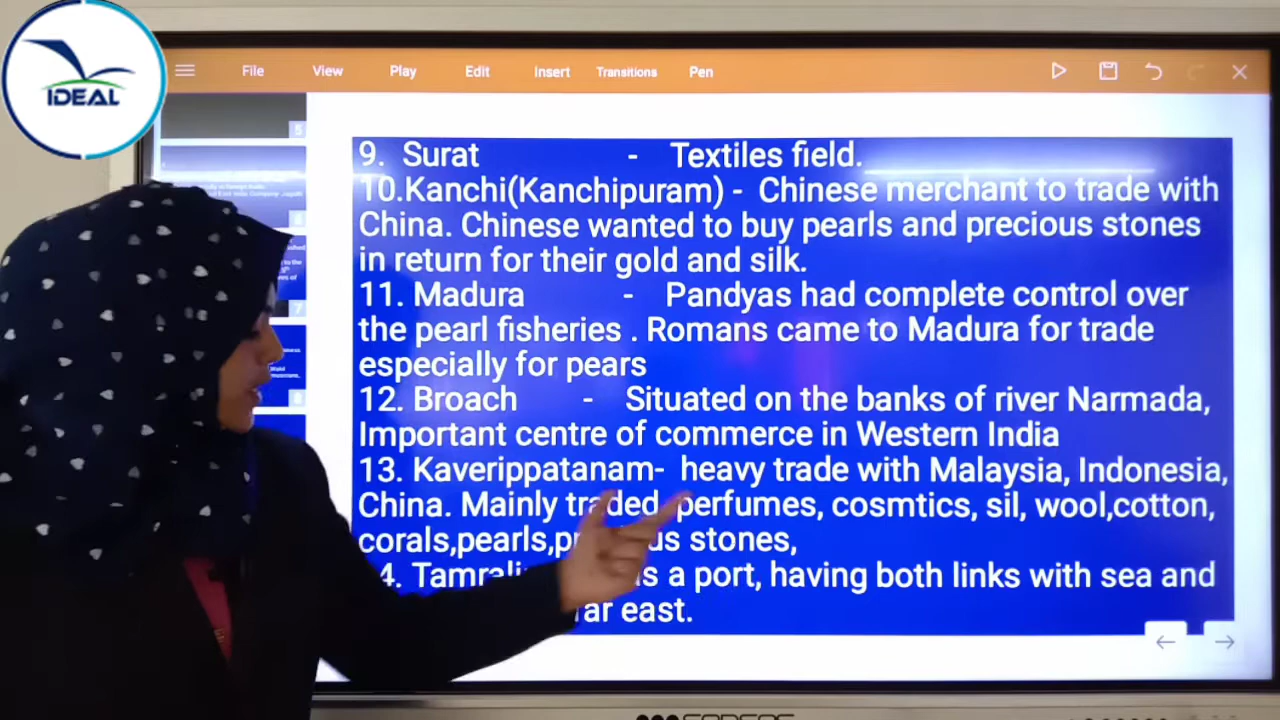 IDEAL
File View Play Edit Insert Transitions Pen
5
6
7
8
9. Surat - Textiles field.
10.Kanchi(Kanchipuram) - Chinese merchant to trade with
China. Chinese wanted to buy pearls and precious stones
in return for their gold and silk.
11. Madura - Pandyas had complete control over
the pearl fisheries . Romans came to Madura for trade
especially for pears
12. Broach - Situated on the banks of river Narmada,
Important centre of commerce in Western India
13. Kaverippatanam- heavy trade with Malaysia, Indonesia,
China. Mainly traded perfumes, cosmtics, sil, wool,cotton,
corals,pearls, stones,
a port, having both links with sea and
far east.